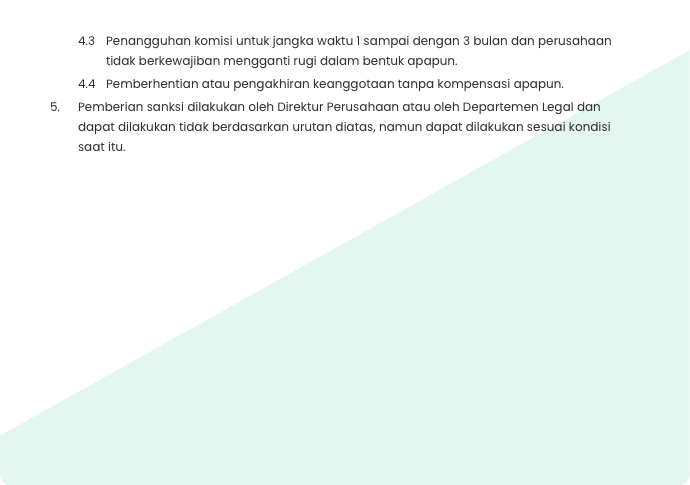 4.3 Penangguhan komisi untuk jangka waktu 1 sampai dengan 3 bulan dan perusahaan
tidak berkewajiban mengganti rugi dalam bentuk apapun.
4.4 Pemberhentian atau pengakhiran keanggotaan tanpa kompensasi apapun.
5. Pemberian sanksi dilakukan oleh Direktur Perusahaan atau oleh Departemen Legal dan
dapat dilakukan tidak berdasarkan urutan diatas, namun dapat dilakukan sesuai kondisi
saat itu.